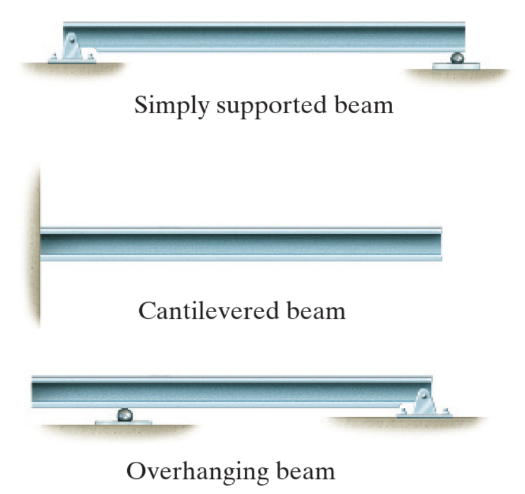 Simply supported beam
Cantilevered beam
Overhanging beam